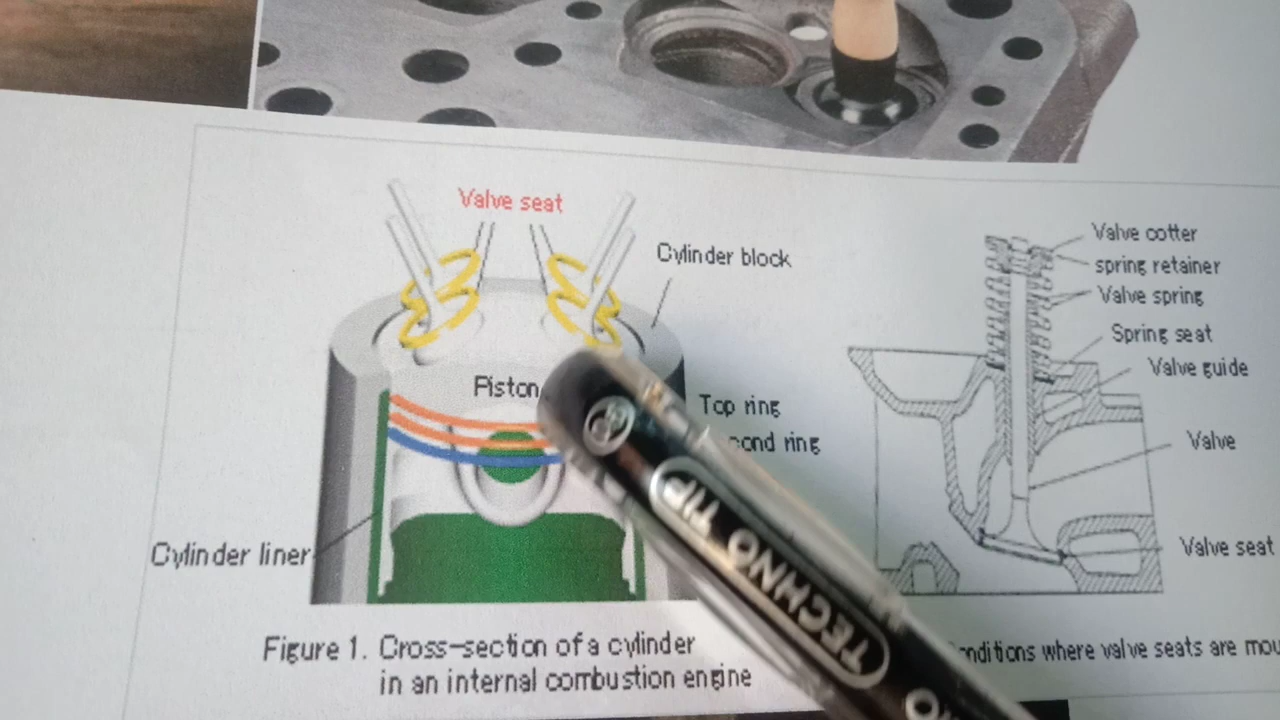 Valve seat
Cylinder block
Piston
Top ring
ond ring
Cylinder liner
Figure 1. Cross-section of a cylinder
in an internal combustion engine
Valve cotter
spring retainer
Valve spring
Spring seat
Valve guide
Valve
Valve seat
onditions where valve seats are mou
TECHNO TIP